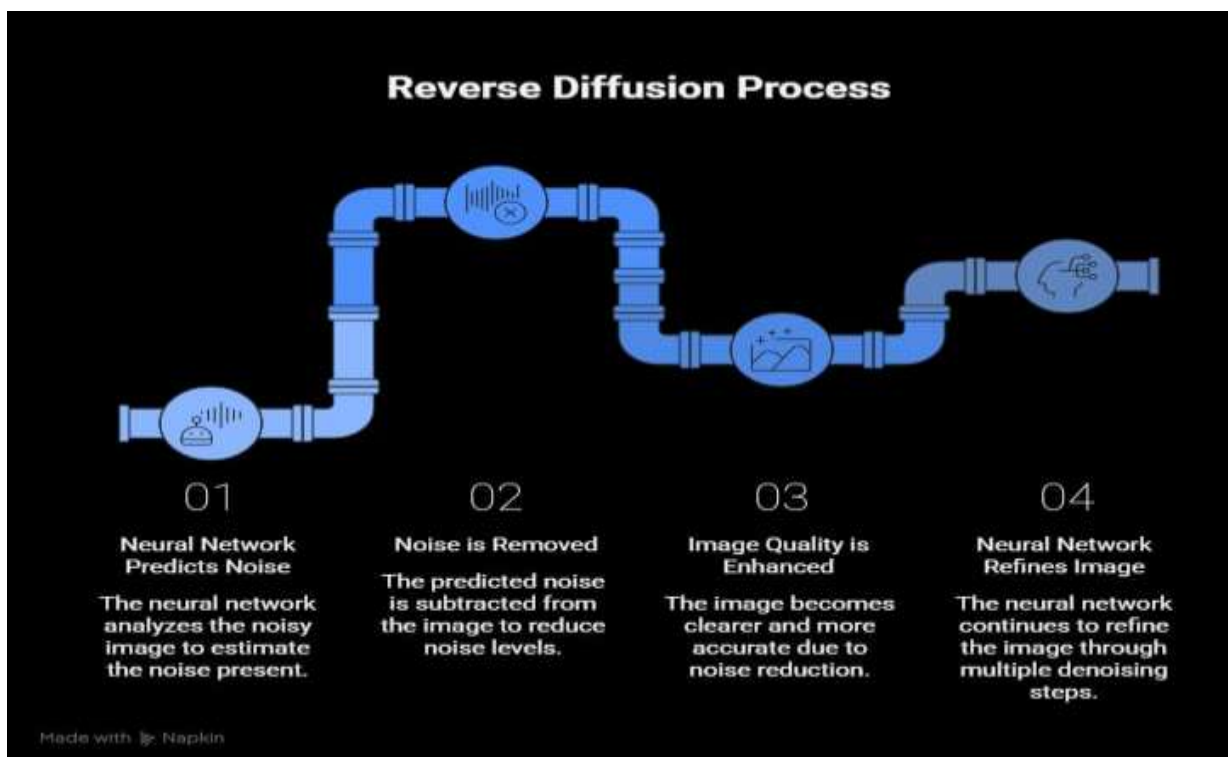 Reverse Diffusion Process
01
Neural Network
Predicts Noise
The neural network
analyzes the noisy
image to estimate
the noise present.
02
Noise is Removed
The predicted noise
is subtracted from
the image to reduce
noise levels.
03
Image Quality is
Enhanced
The image becomes
clearer and more
accurate due to
noise reduction.
04
Neural Network
Refines Image
The neural network
continues to refine
the image through
multiple denoising
steps.
Made with Napkin